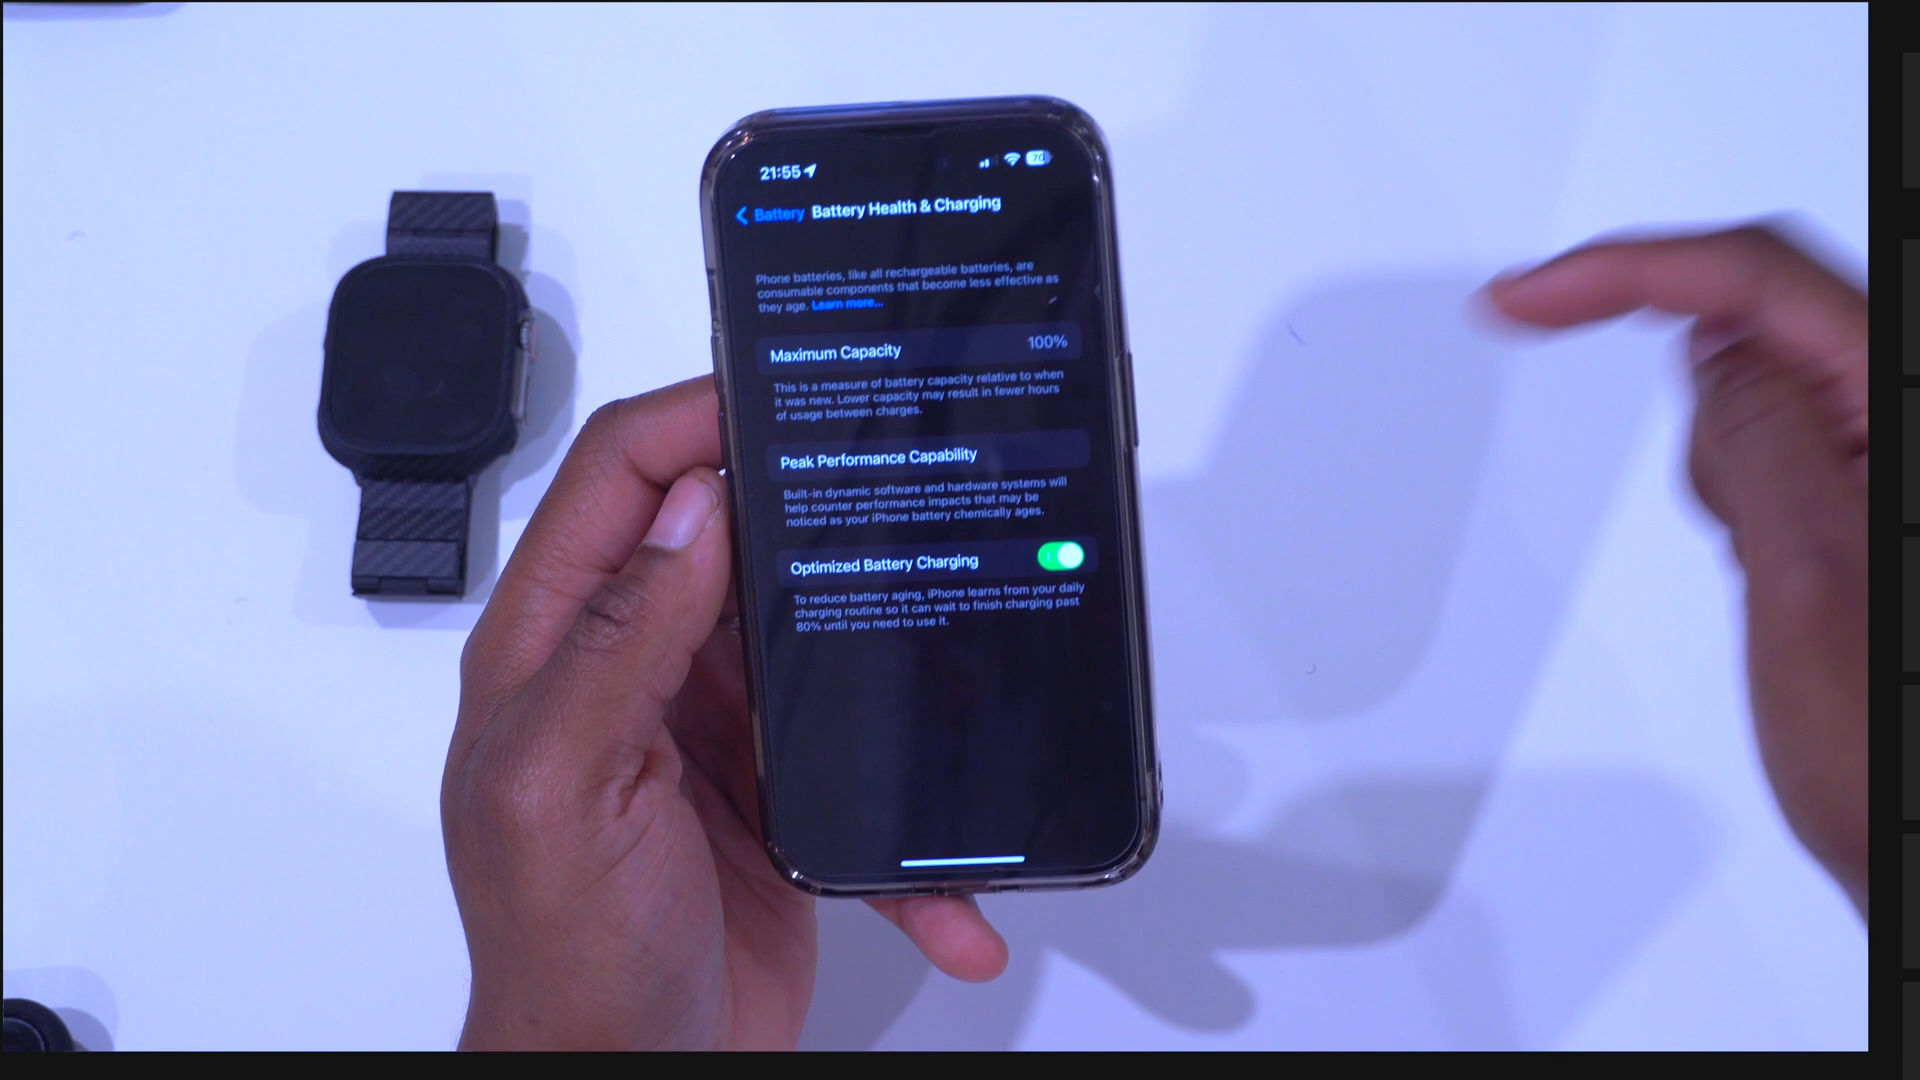 21:55
70
Battery Battery Health & Charging
Phone batteries, like all rechargeable batteries, are
consumable components that become less effective as
they age. Learn more...
Maximum Capacity 100%
This is a measure of battery capacity relative to when
it was new. Lower capacity may result in fewer hours
of usage between charges.
Peak Performance Capability
Built-in dynamic software and hardware systems will
help counter performance impacts that may be
noticed as your iPhone battery chemically ages.
Optimized Battery Charging
To reduce battery aging, iPhone learns from your daily
charging routine so it can wait to finish charging past
80% until you need to use it.